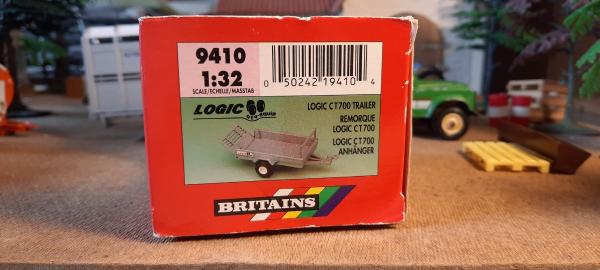 9410
1:32
SCALE/ECHELLE/MASSTAB
0 50242 19410 4
LOGIC
LOGIC CT700 TRAILER
REMORQUE
LOGIC CT700
LOGIC CT700
ANHÄNGER
BRITAINS